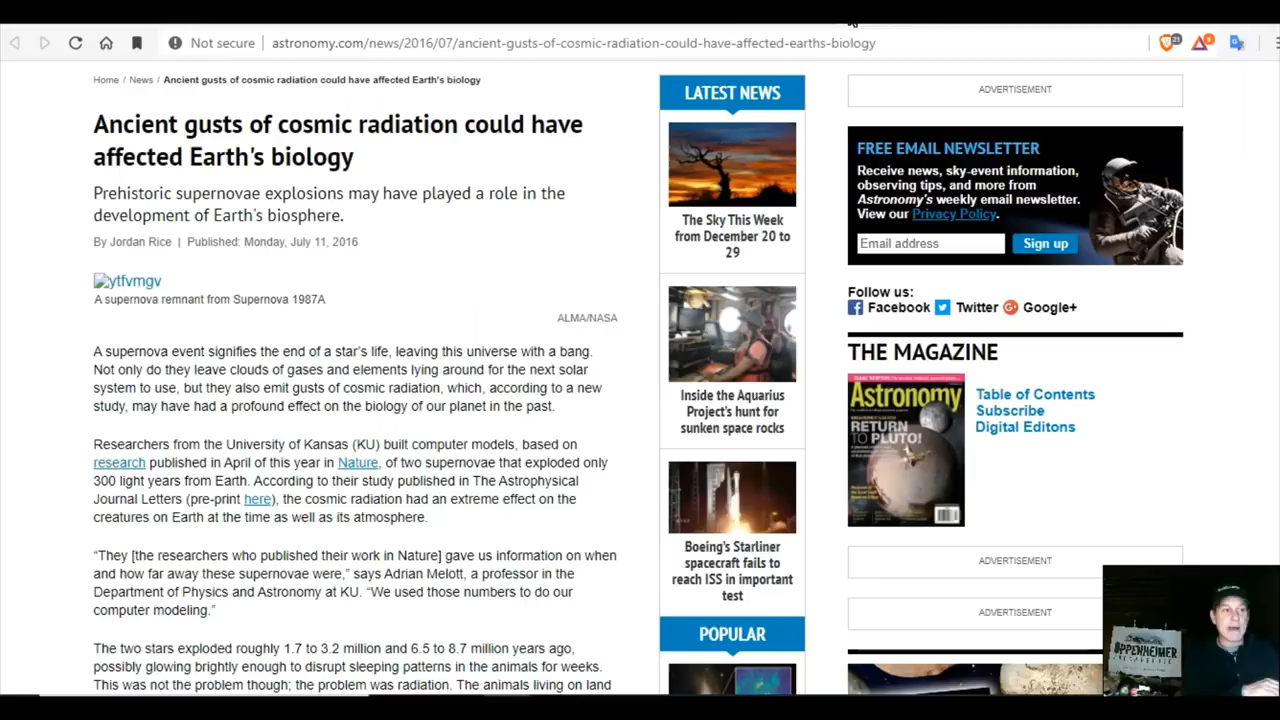 Not secure
astronomy.com/news/2016/07/ancient-gusts-of-cosmic-radiation-could-have-affected-earths-biology
Home / News / Ancient gusts of cosmic radiation could have affected Earth's biology
Ancient gusts of cosmic radiation could have
affected Earth's biology
Prehistoric supernovae explosions may have played a role in the
development of Earth's biosphere.
By Jordan Rice | Published: Monday, July 11, 2016
ytfvmgv
A supernova remnant from Supernova 1987A
ALMA/NASA
A supernova event signifies the end of a star's life, leaving this universe with a bang.
Not only do they leave clouds of gases and elements lying around for the next solar
system to use, but they also emit gusts of cosmic radiation, which, according to a new
study, may have had a profound effect on the biology of our planet in the past.
Researchers from the University of Kansas (KU) built computer models, based on
research published in April of this year in Nature, of two supernovae that exploded only
300 light years from Earth. According to their study published in The Astrophysical
Journal Letters (pre-print here), the cosmic radiation had an extreme effect on the
creatures on Earth at the time as well as its atmosphere.
“They [the researchers who published their work in Nature] gave us information on when
and how far away these supernovae were,” says Adrian Melott, a professor in the
Department of Physics and Astronomy at KU. “We used those numbers to do our
computer modeling.”
The two stars exploded roughly 1.7 to 3.2 million and 6.5 to 8.7 million years ago,
possibly glowing brightly enough to disrupt sleeping patterns in the animals for weeks.
This was not the problem though; the problem was radiation. The animals living on land
LATEST NEWS
The Sky This Week
from December 20 to
29
Inside the Aquarius
Project's hunt for
sunken space rocks
Boeing's Starliner
spacecraft fails to
reach ISS in important
test
POPULAR
ADVERTISEMENT
FREE EMAIL NEWSLETTER
Receive news, sky-event information,
observing tips, and more from
Astronomy's weekly email newsletter.
View our Privacy Policy.
Email address
Sign up
Follow us:
Facebook Twitter Google+
THE MAGAZINE
Astronomy
RETURN
TO PLUTO!
Table of Contents
Subscribe
Digital Editons
ADVERTISEMENT
ADVERTISEMENT
OPPENHEIMER